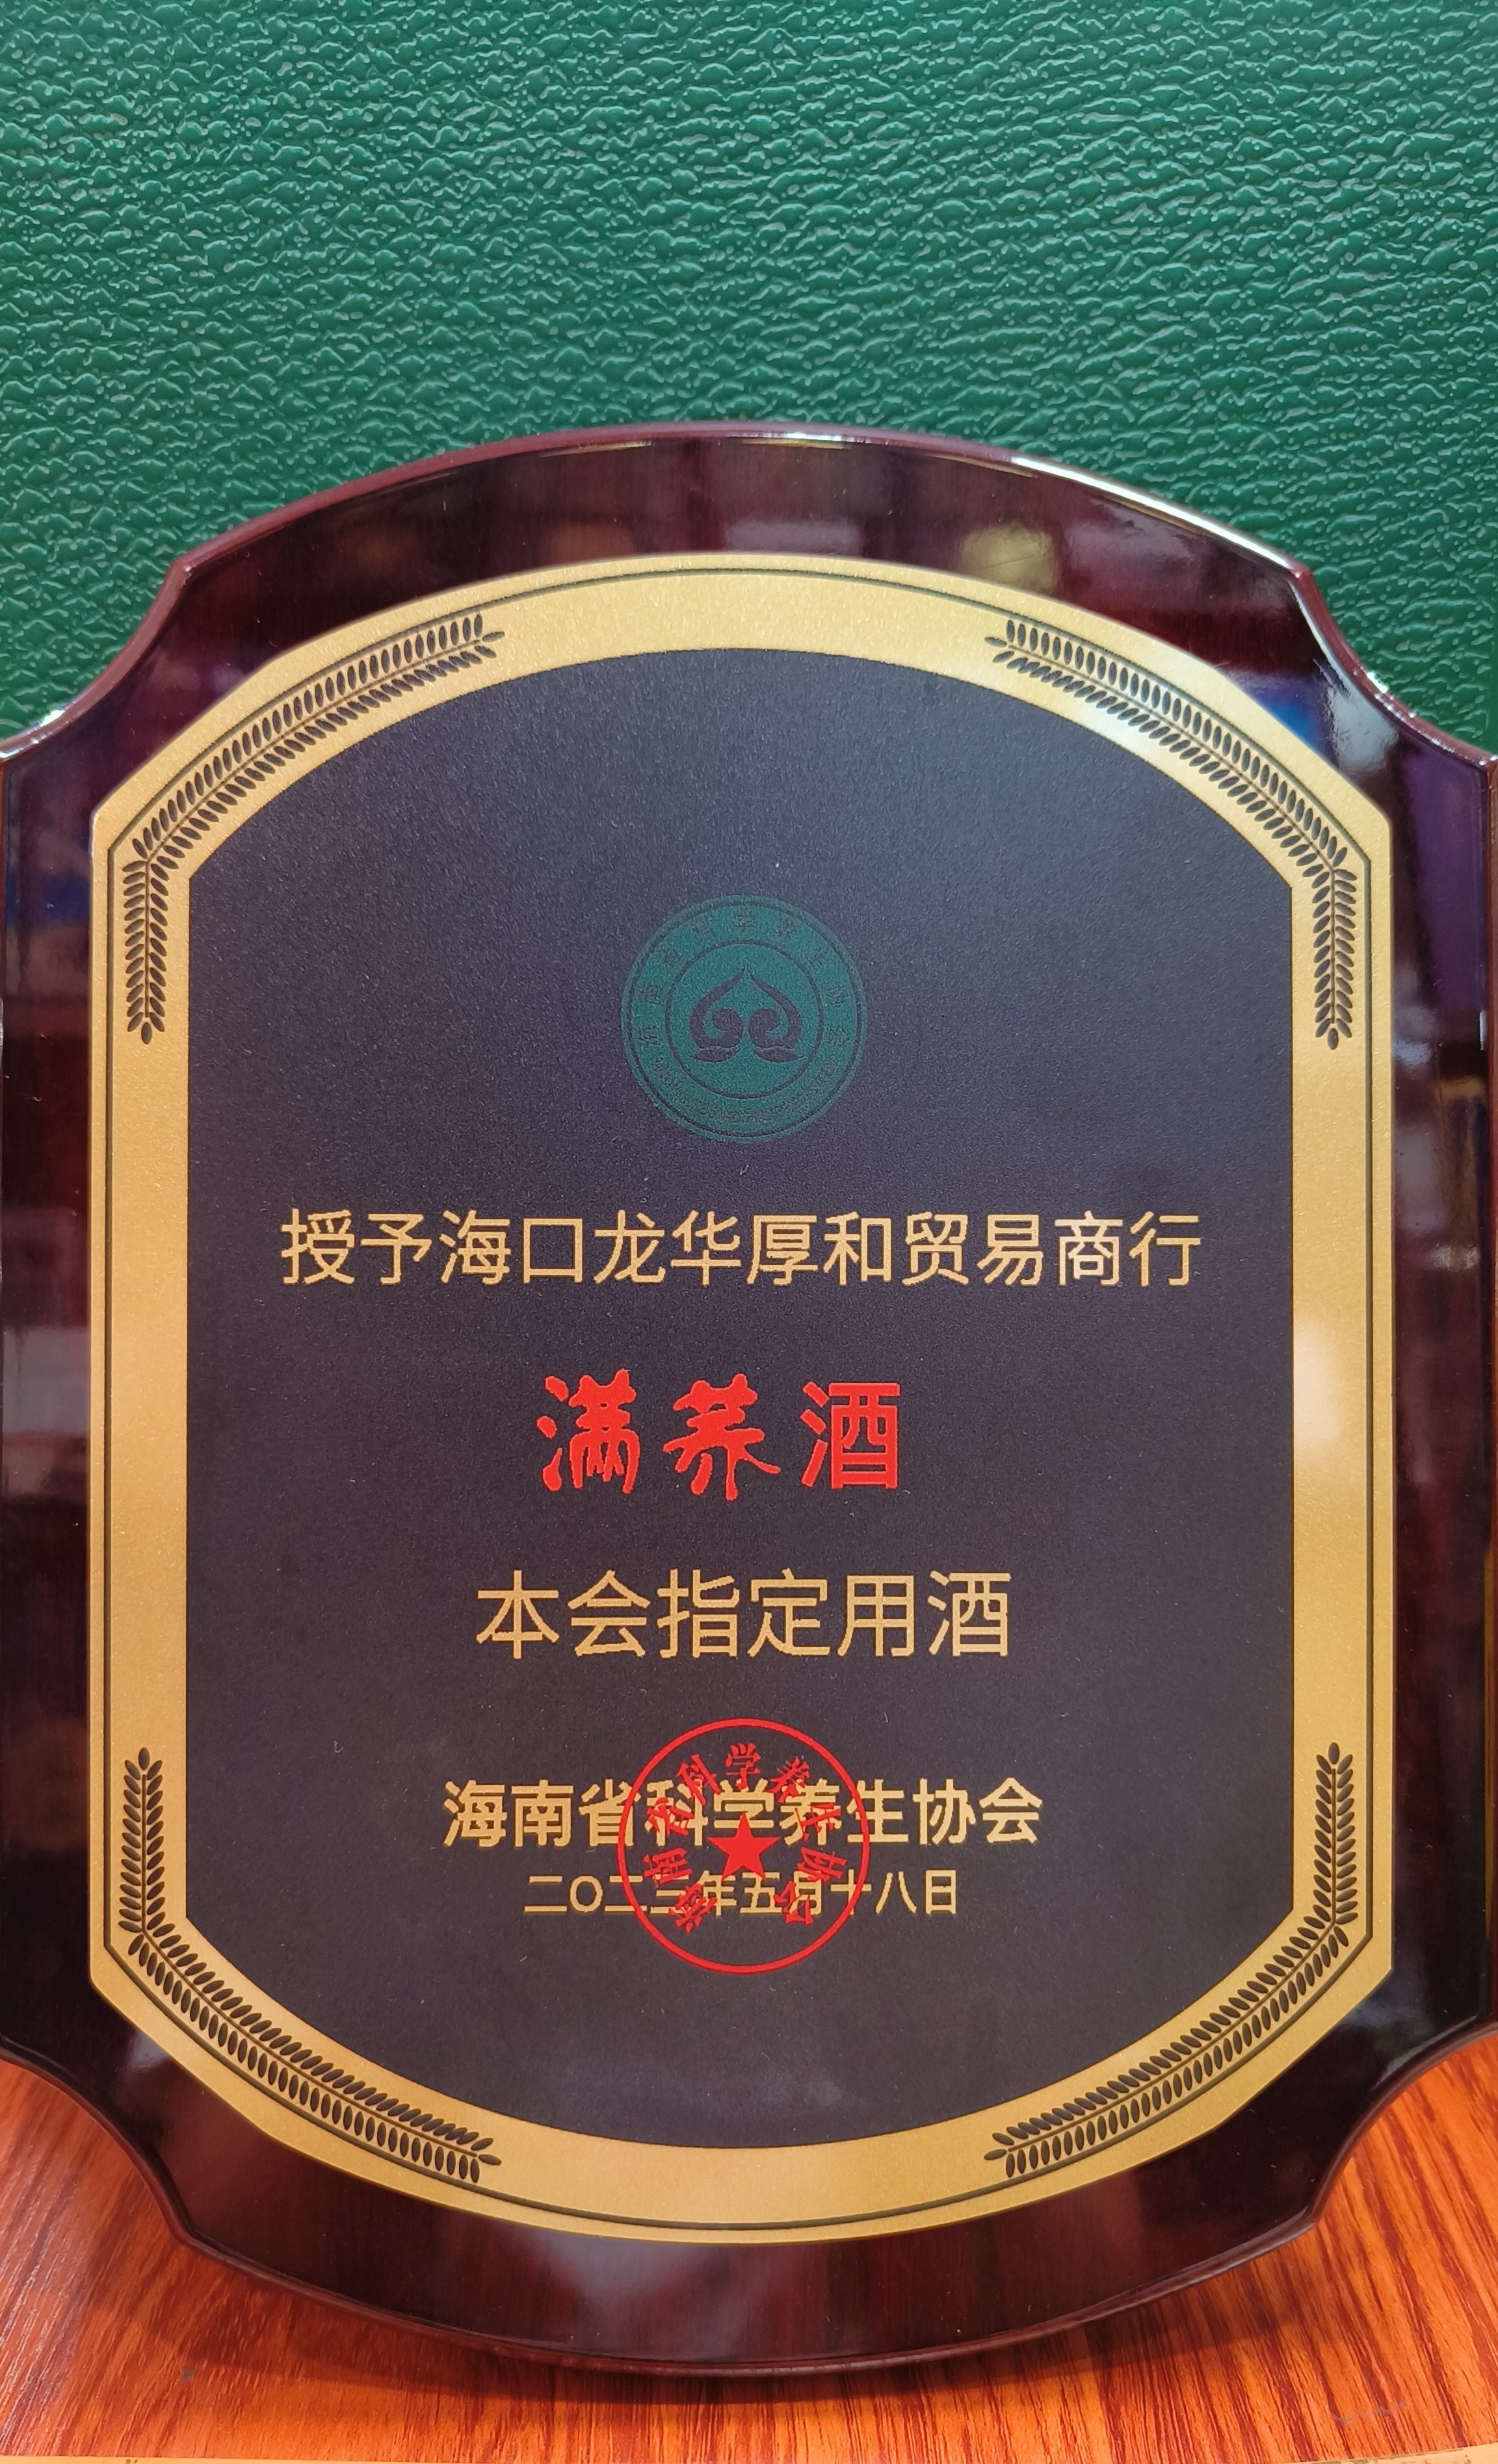 授予海口龙华厚和贸易商行
满养酒
本会指定用酒
海南省科学养生协会
二〇二三年五月十八日